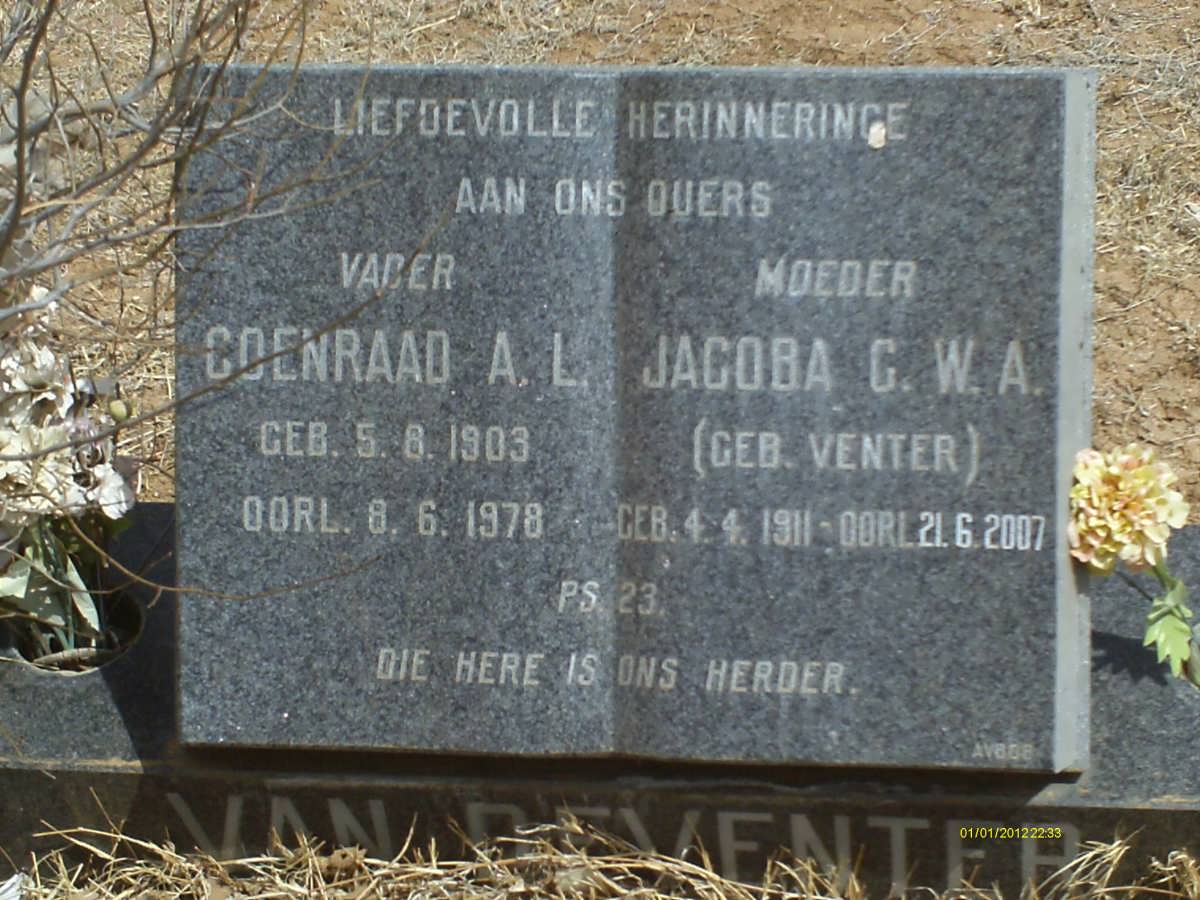 LIEFDEVOLLE HERINNERINGE
AAN ONS OUERS
VADER
COENRAAD A. L.
GEB. 5. 8. 1903
OORL. 8. 6. 1978
MOEDER
JACOBA C. W. A.
(GEB. VENTER)
GEB. 4. 4. 1911 - OORL. 21. 6. 2007
PS. 23.
DIE HERE IS ONS HERDER.
AVBOB
VAN DEVENTER
01/01/2012 22:33